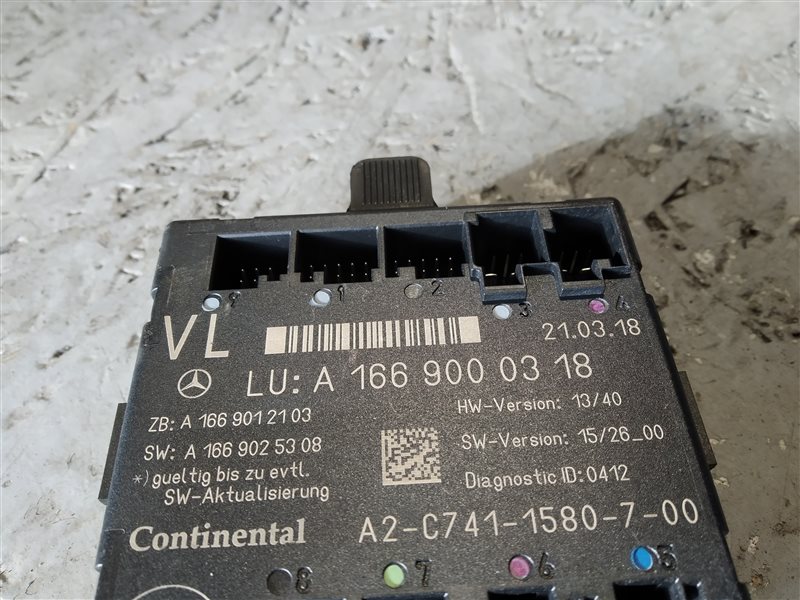 9 1 2 3 4
VL
21.03.18
LU: A 166 900 03 18
ZB: A 166 901 21 03
HW-Version: 13/40
SW: A 166 902 53 08
SW-Version: 15/26_00
*) gueltig bis zu evtl.
SW-Aktualisierung
Diagnostic ID: 0412
Continental
A2-C741-1580-7-00
8 7 6 5